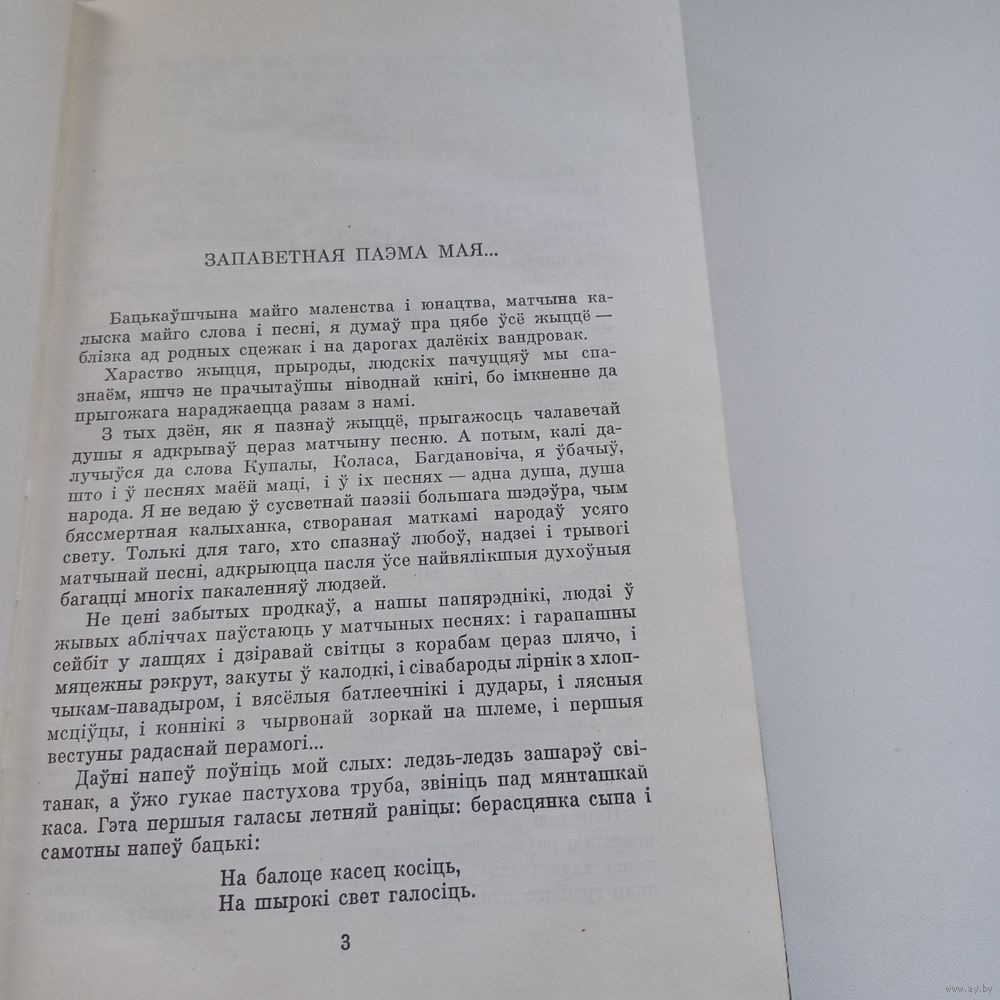 ЗАПАВЕТНАЯ ПАЭМА МАЯ...
Бацькаўшчына майго маленства і юнацтва, матчына ка-
лыска майго слова і песні, я думаў пра цябе ўсё жыццё —
блізка ад родных сцежак і на дарогах далёкіх вандровак.
Хараство жыцця, прыроды, людскіх пачуццяў мы спа-
знаём, яшчэ не прачытаўшы ніводнай кнігі, бо імкненне да
прыгожага нараджаецца разам з намі.
З тых дзён, як я пазнаў жыццё, прыгажосць чалавечай
душы я адкрываў цераз матчыну песню. А потым, калі да-
лучыўся да слова Купалы, Коласа, Багдановіча, я ўбачыў,
што і ў песнях маёй маці, і ў іх песнях — адна душа, душа
народа. Я не ведаю ў сусветнай паэзіі большага шэдэўра, чым
бяссмертная калыханка, створаная маткамі народаў усяго
свету. Толькі для таго, хто спазнаў любоў, надзеі і трывогі
матчынай песні, адкрыюцца пасля ўсе найвялікшыя духоўныя
багацці многіх пакаленняў людзей.
Не цені забытых продкаў, а нашы папярэднікі, людзі ў
жывых аблічах паўстаюць у матчыных песнях: і гарапашны
сейбіт у лапцях і дзіравай світцы з корабам цераз плячо, і
мяцежны рэкрут, закуты ў калодкі, і сівабароды лірнік з хлоп-
чыкам-павадыром, і вясёлыя батлеечнікі і дудары, і лясныя
мсціўцы, і коннікі з чырвонай зоркай на шлеме, і першыя
вестуны радаснай перамогі...
Даўні напеў поўніць мой слых: ледзь-ледзь зашарэў сві-
танак, а ўжо гукае пастухова труба, звініць пад мянташкай
каса. Гэта першыя галасы летняй раніцы: берасцянка сына і
самотны напеў бацькі:
На балоце касец косіць,
На шырокі свет галосіць.
3
www.ay.by